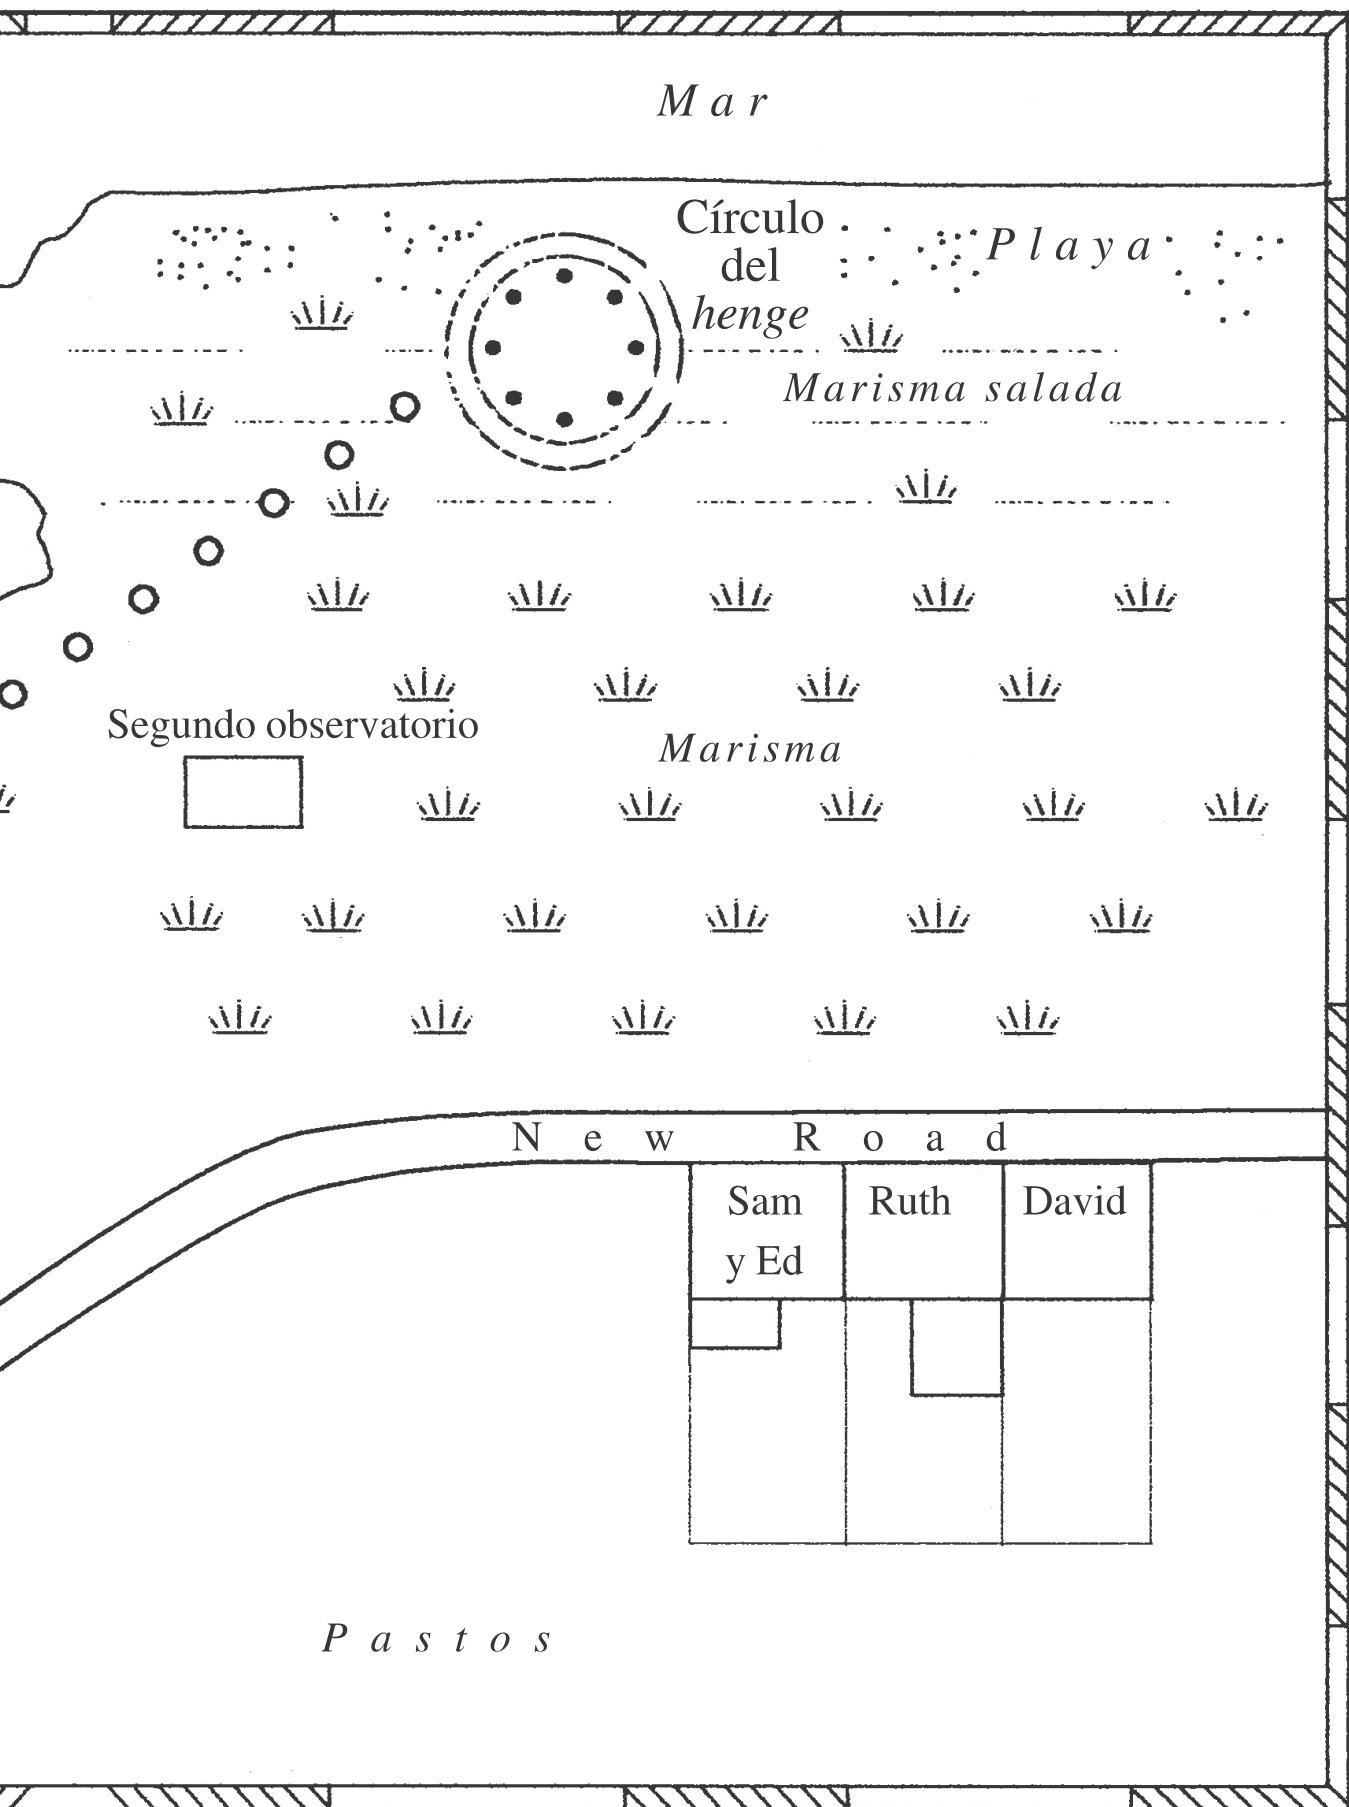 Mar
Círculo
del
henge
Playa
Marisma salada
Segundo observatorio
Marisma
New Road
Sam
y Ed
Ruth
David
Pastos